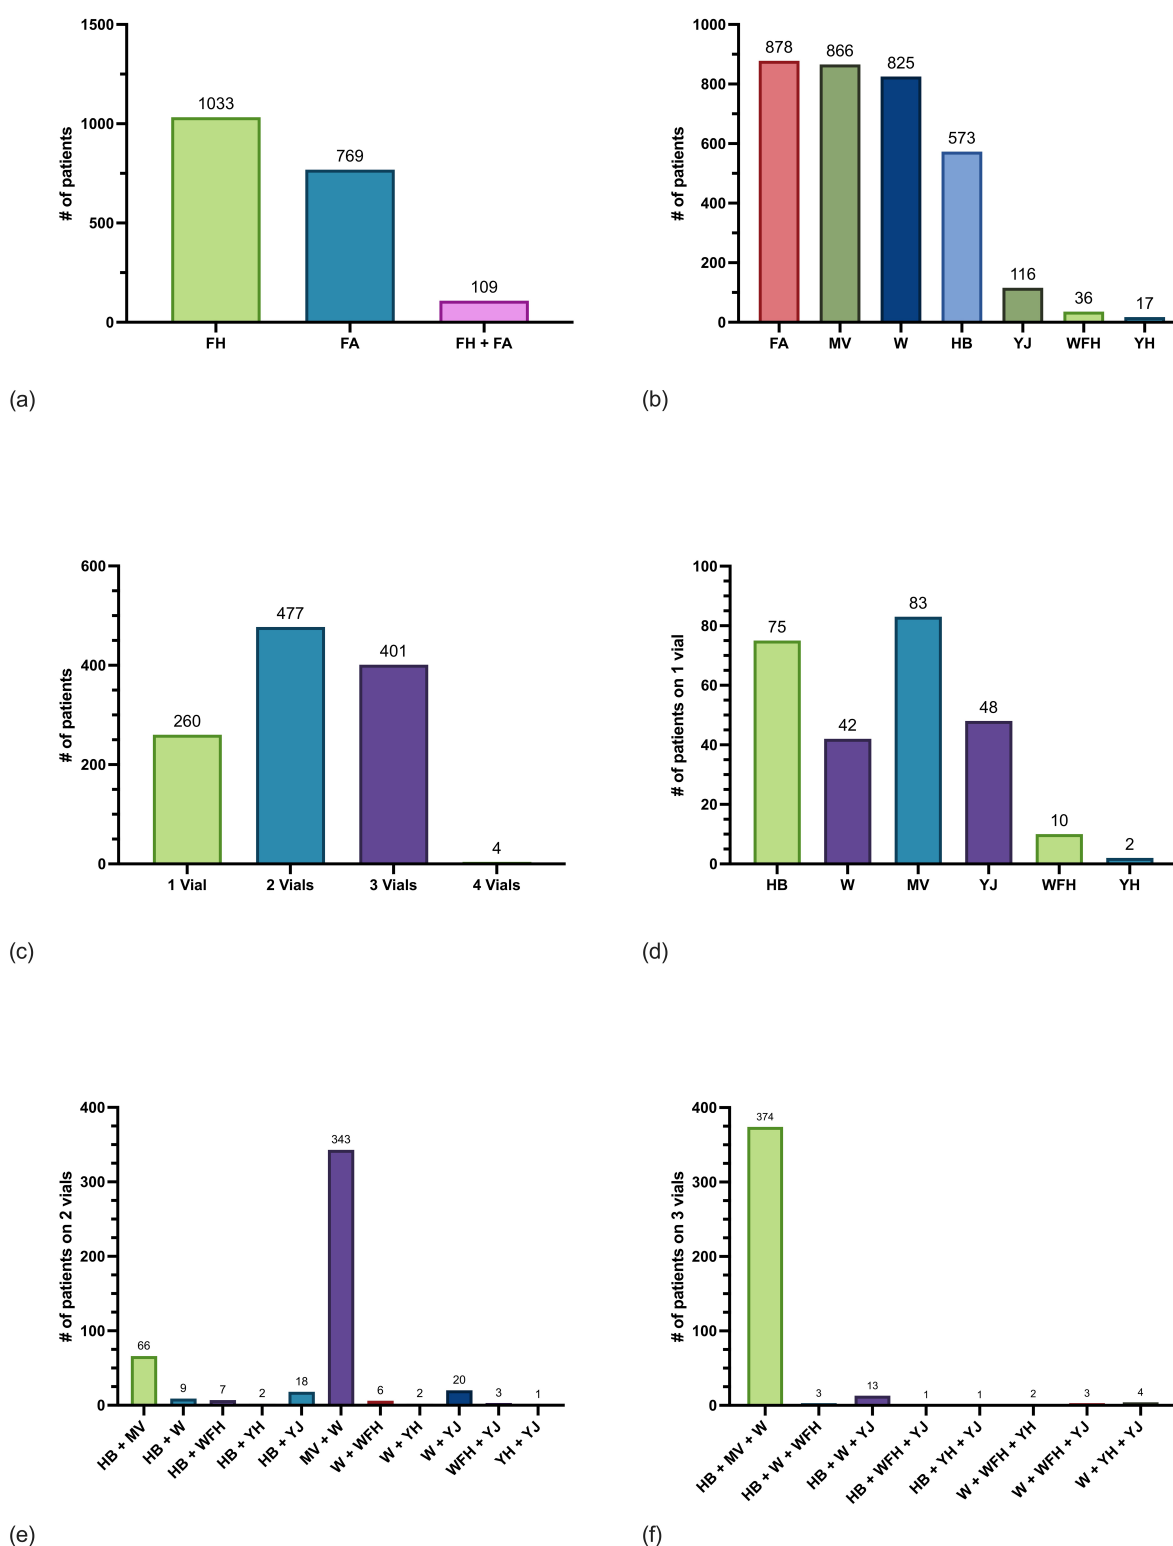 # of patients
1500
1000
500
0
1033
769
109
FH
FA
FH + FA
(a)
# of patients
1000
800
600
400
200
0
878
866
825
573
116
36
17
FA
MV
W
HB
YJ
WFH
YH
(b)
# of patients
600
400
200
0
260
477
401
4
1 Vial
2 Vials
3 Vials
4 Vials
(c)
# of patients on 1 vial
100
80
60
40
20
0
75
42
83
48
10
2
HB
W
MV
YJ
WFH
YH
(d)
# of patients on 2 vials
400
300
200
100
0
66
9
7
2
18
343
6
2
20
3
1
HB + MV
HB + W
HB + WFH
HB + YH
HB + YJ
MV + W
W + WFH
W + YH
W + YJ
WFH + YJ
YH + YJ
(e)
# of patients on 3 vials
400
300
200
100
0
374
3
13
1
1
2
3
4
HB + MV + W
HB + W + WFH
HB + W + YJ
HB + WFH + YJ
HB + YH + YJ
W + WFH + YH
W + WFH + YJ
W + YH + YJ
(f)